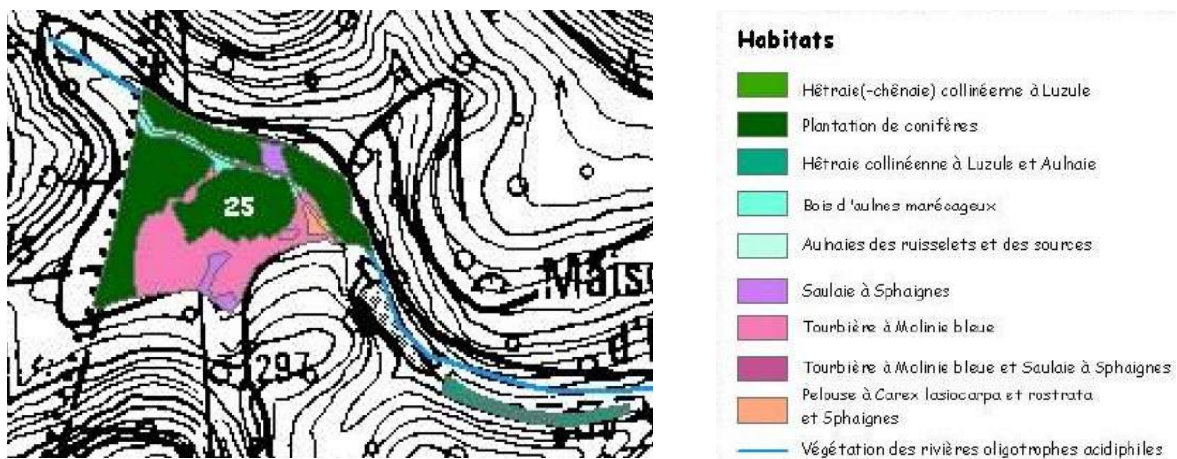 25
Maiso
d'
297
Habitats
Hêtraie(-chênaie) collinéenne à Luzule
Plantation de conifères
Hêtraie collinéenne à Luzule et Aulnaie
Bois d'aulnes marécageux
Aulnaies des ruisselets et des sources
Saulaie à Sphaignes
Tourbière à Molinie bleue
Tourbière à Molinie bleue et Saulaie à Sphaignes
Pelouse à Carex lasiocarpa et rostrata
et Sphaignes
Végétation des rivières oligotrophes acidiphiles